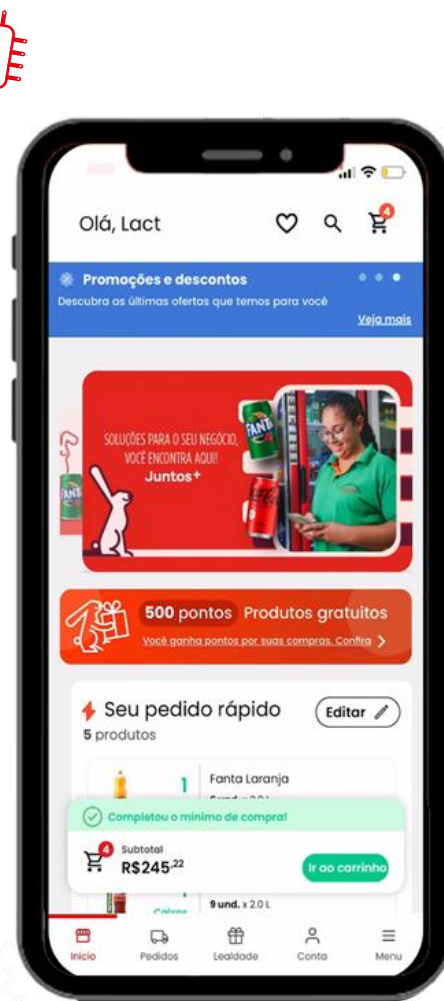 Olá, Lact
4
Promoções e descontos
Descubra as últimas ofertas que temos para você
Veja mais
SOLUÇÕES PARA O SEU NEGÓCIO,
VOCÊ ENCONTRA AQUI!
Juntos+
FANTA
500 pontos Produtos gratuitos
Você ganha pontos por suas compras. Confira
Seu pedido rápido
Editar
5 produtos
1
Fanta Laranja
Completou o mínimo de compra!
4
Subtotal
R$245,22
Ir ao carrinho
9 und. x 2.0 L
Início
Pedidos
Lealdade
Conta
Menu